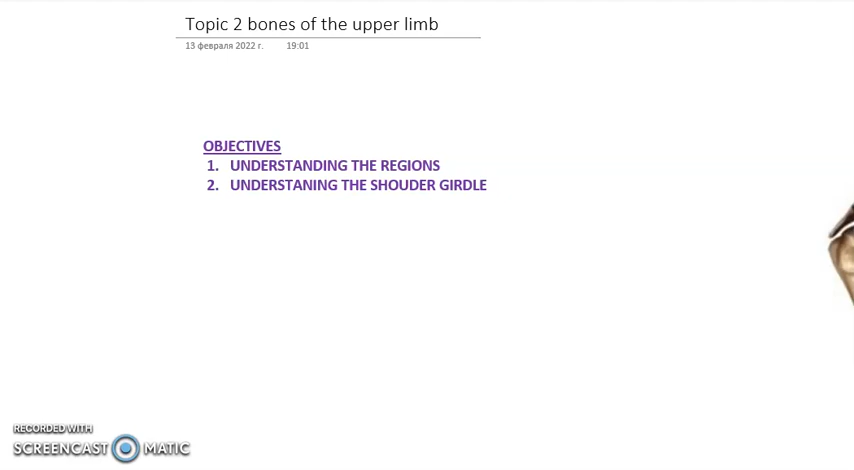 Topic 2 bones of the upper limb
13 февраля 2022 г. 19:01
OBJECTIVES
1. UNDERSTANDING THE REGIONS
2. UNDERSTANING THE SHOUDER GIRDLE
RECORDED WITH
SCREENCAST MATIC